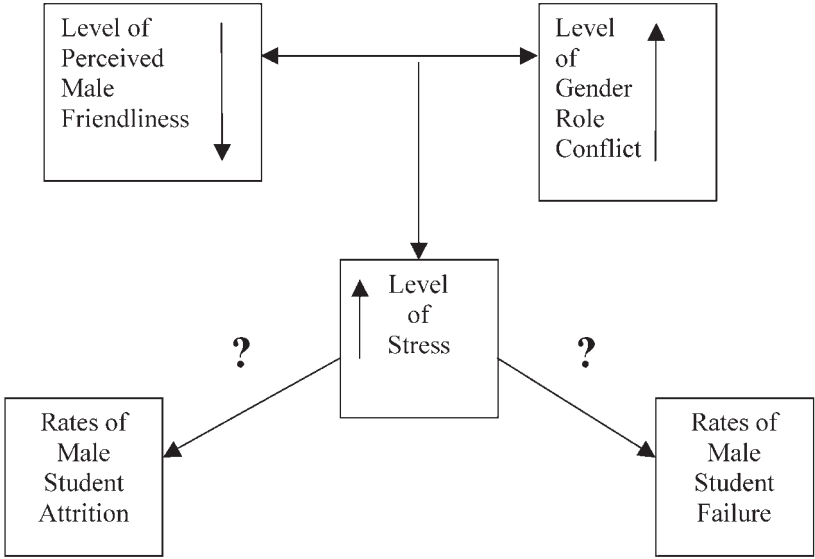 Level of
Perceived
Male
Friendliness
Level
of
Gender
Role
Conflict
Level
of
Stress
?
?
Rates of
Male
Student
Attrition
Rates of
Male
Student
Failure